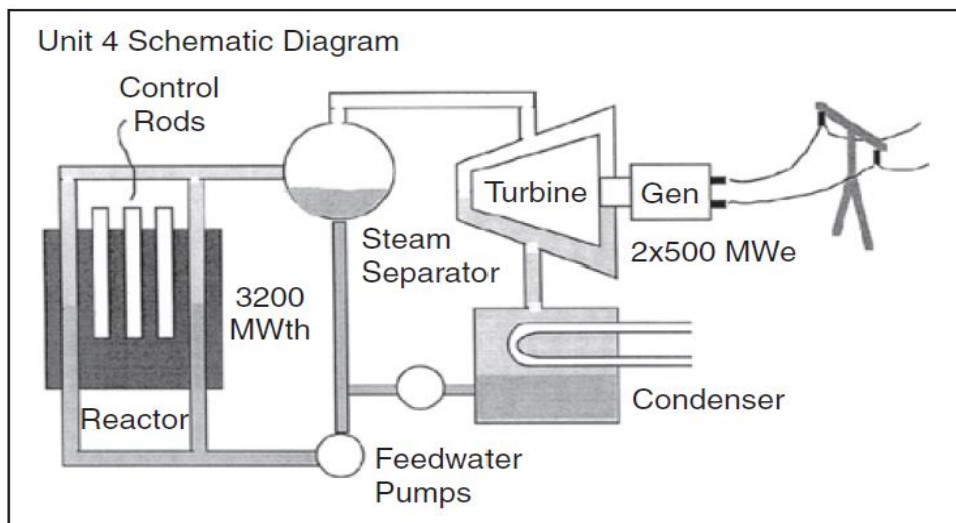 Unit 4 Schematic Diagram
Control
Rods
Turbine
Gen
Steam
Separator
2x500 MWe
3200
MWth
Reactor
Condenser
Feedwater
Pumps